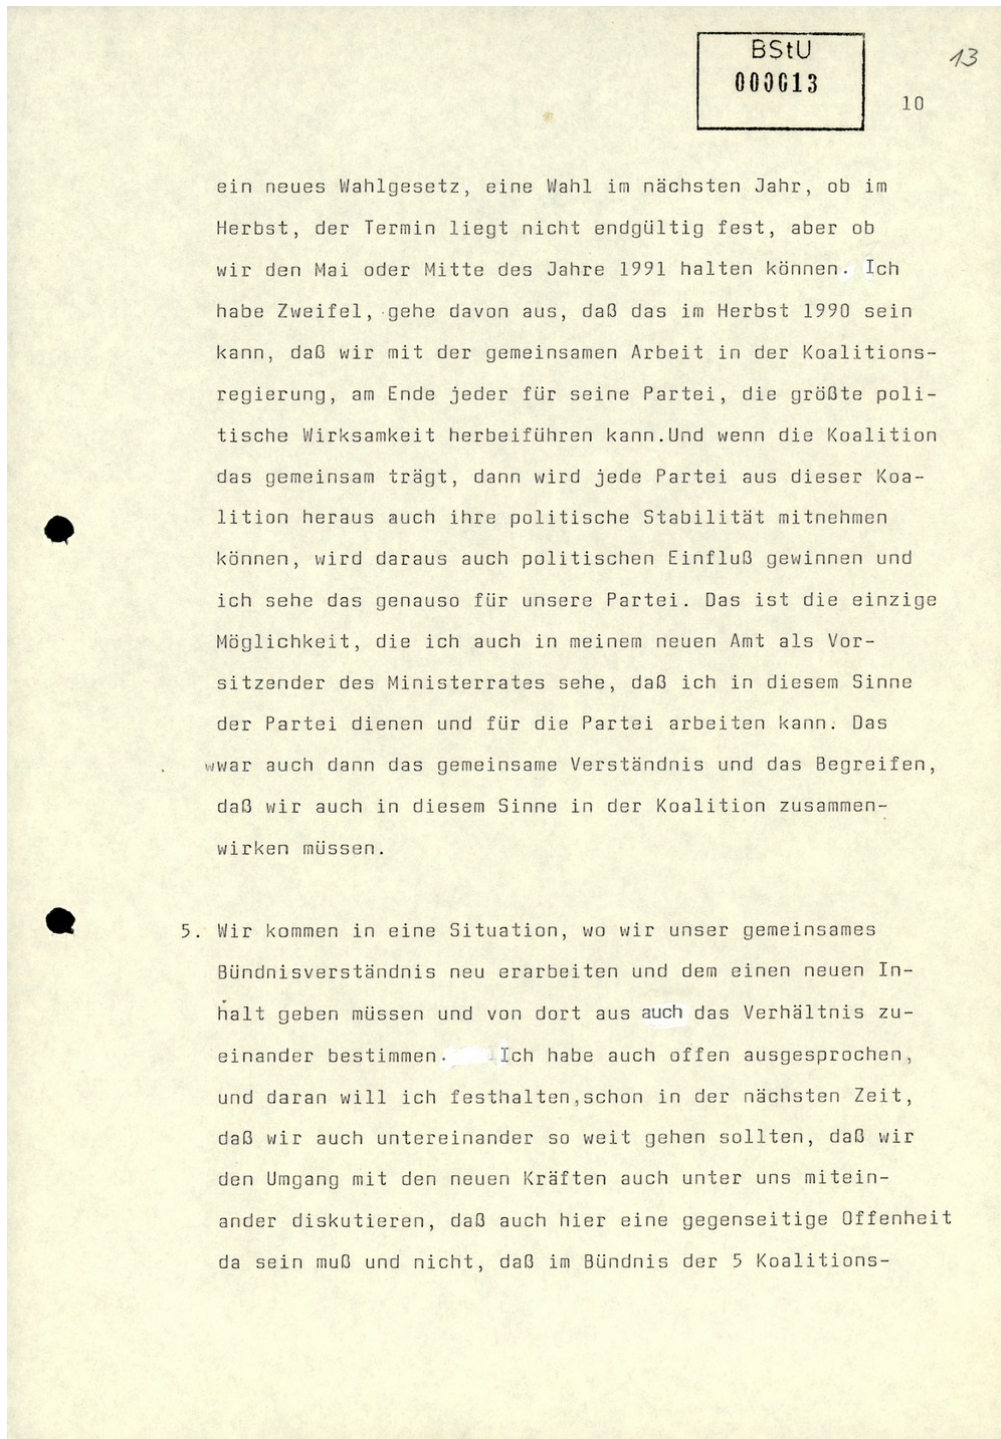 BStU
000013
13
10
ein neues Wahlgesetz, eine Wahl im nächsten Jahr, ob im
Herbst, der Termin liegt nicht endgültig fest, aber ob
wir den Mai oder Mitte des Jahre 1991 halten können. Ich
habe Zweifel, gehe davon aus, daß das im Herbst 1990 sein
kann, daß wir mit der gemeinsamen Arbeit in der Koalitions-
regierung, am Ende jeder für seine Partei, die größte poli-
tische Wirksamkeit herbeiführen kann.Und wenn die Koalition
das gemeinsam trägt, dann wird jede Partei aus dieser Koa-
lition heraus auch ihre politische Stabilität mitnehmen
können, wird daraus auch politischen Einfluß gewinnen und
ich sehe das genauso für unsere Partei. Das ist die einzige
Möglichkeit, die ich auch in meinem neuen Amt als Vor-
sitzender des Ministerrates sehe, daß ich in diesem Sinne
der Partei dienen und für die Partei arbeiten kann. Das
wwar auch dann das gemeinsame Verständnis und das Begreifen,
daß wir auch in diesem Sinne in der Koalition zusammen-
wirken müssen.
5. Wir kommen in eine Situation, wo wir unser gemeinsames
Bündnisverständnis neu erarbeiten und dem einen neuen In-
halt geben müssen und von dort aus auch das Verhältnis zu-
einander bestimmen. Ich habe auch offen ausgesprochen,
und daran will ich festhalten,schon in der nächsten Zeit,
daß wir auch untereinander so weit gehen sollten, daß wir
den Umgang mit den neuen Kräften auch unter uns mitein-
ander diskutieren, daß auch hier eine gegenseitige Offenheit
da sein muß und nicht, daß im Bündnis der 5 Koalitions-